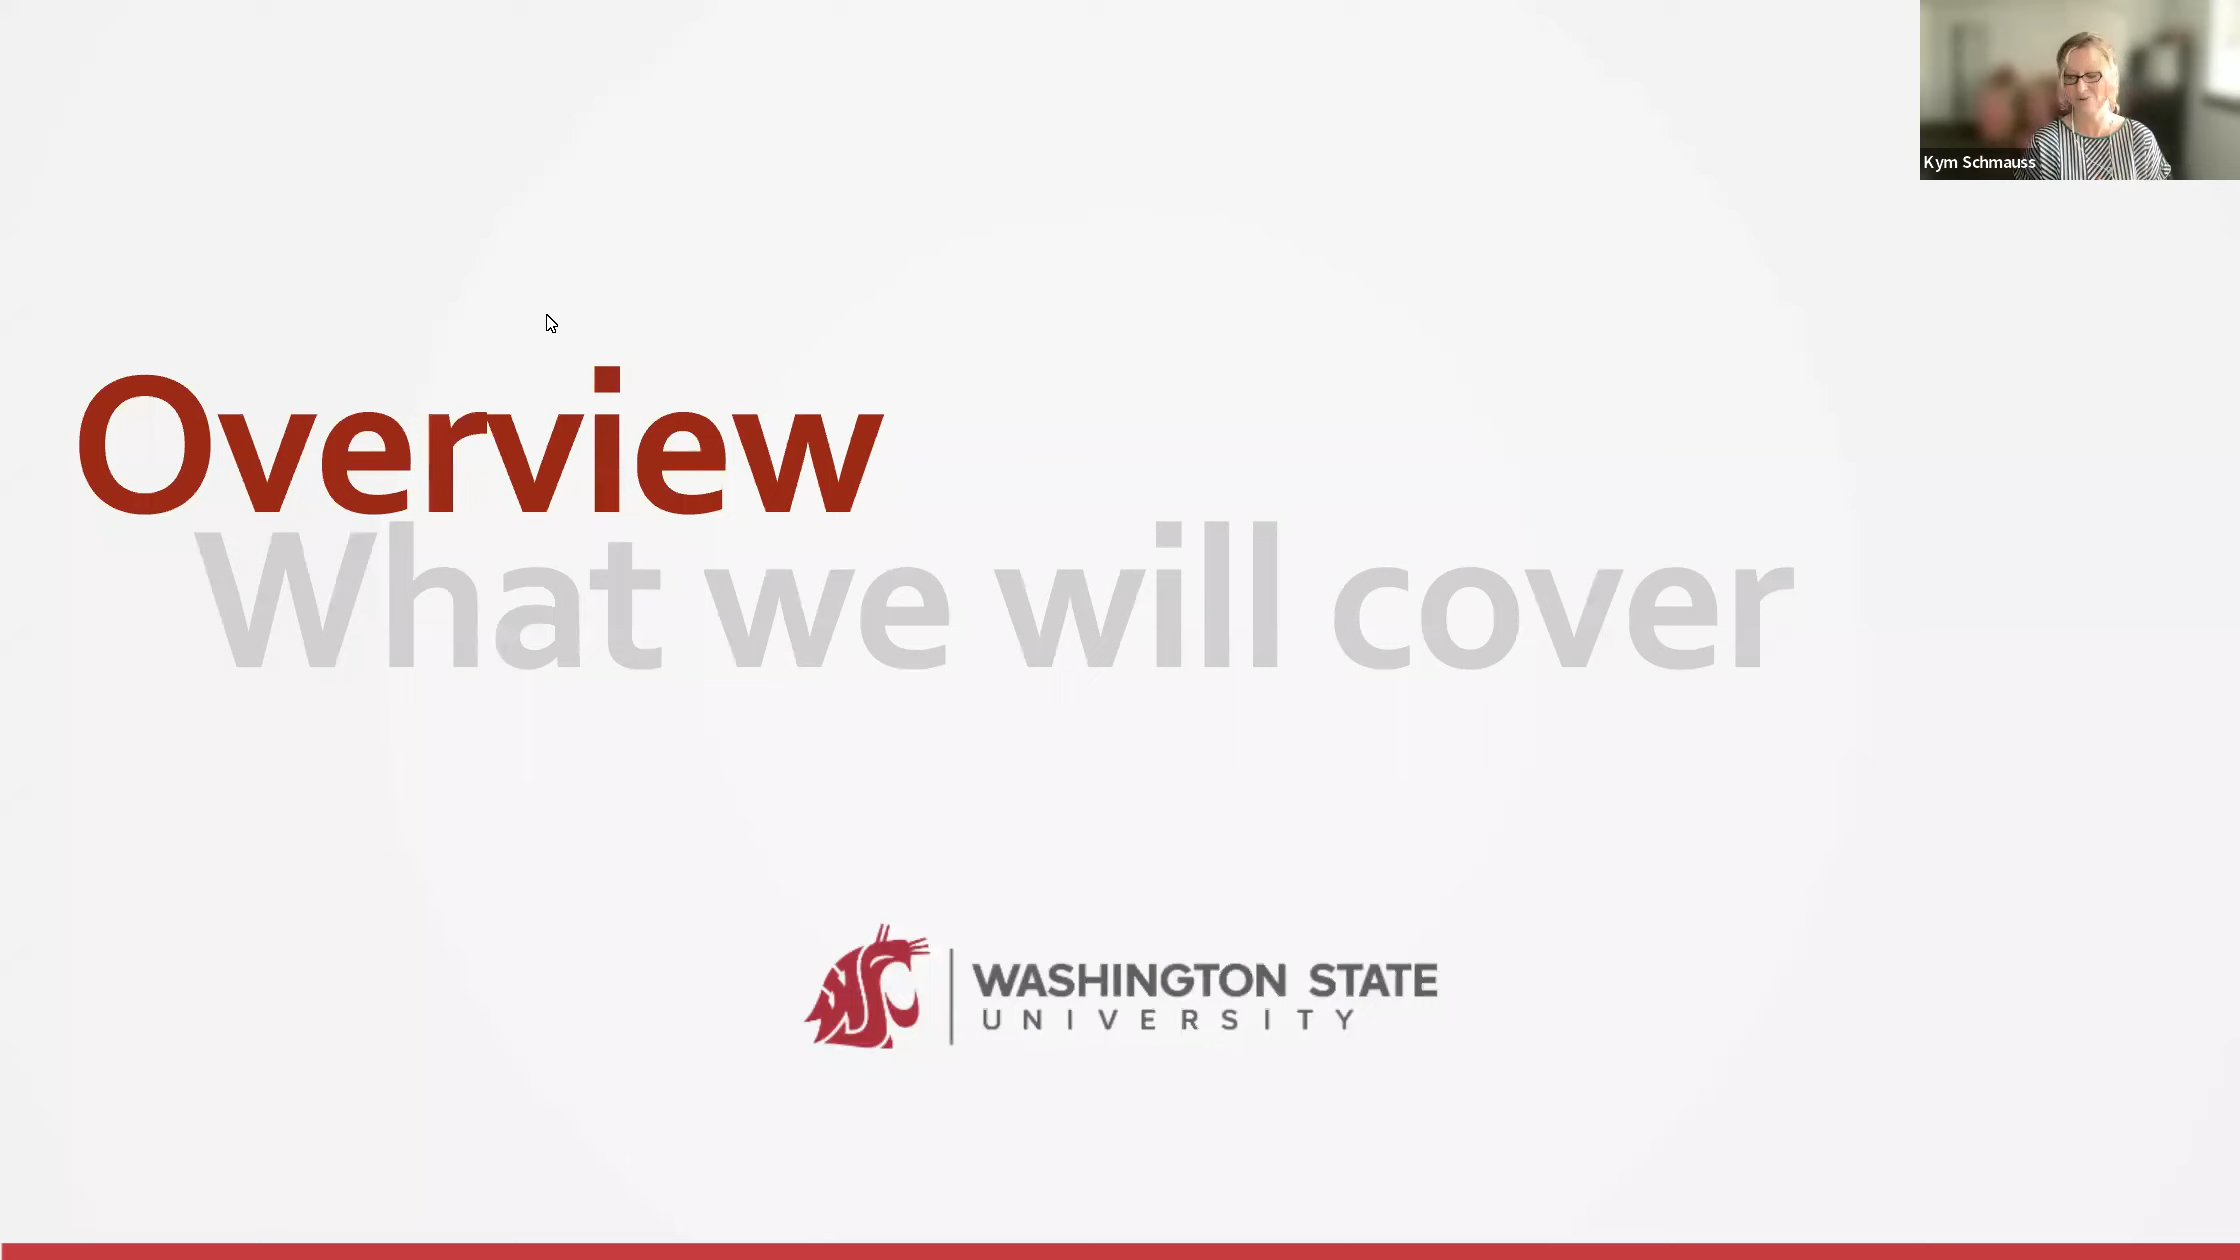 Kym Schmauss
Overview
What we will cover
WASHINGTON STATE
UNIVERSITY